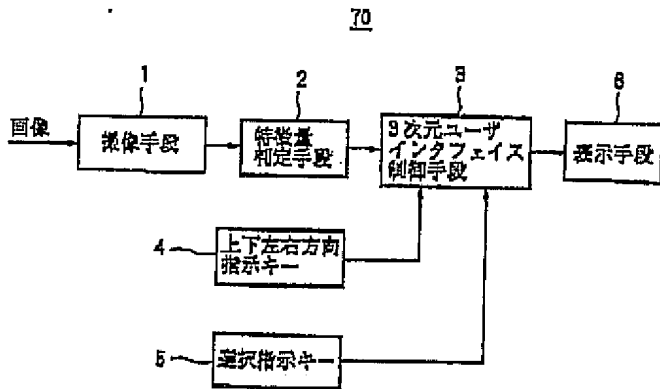 70
1
2
3
6
画像
撮像手段
特徴量
判定手段
3次元ユーザ
インタフェイス
制御手段
表示手段
4
上下左右方向
指示キー
5
選択指示キー